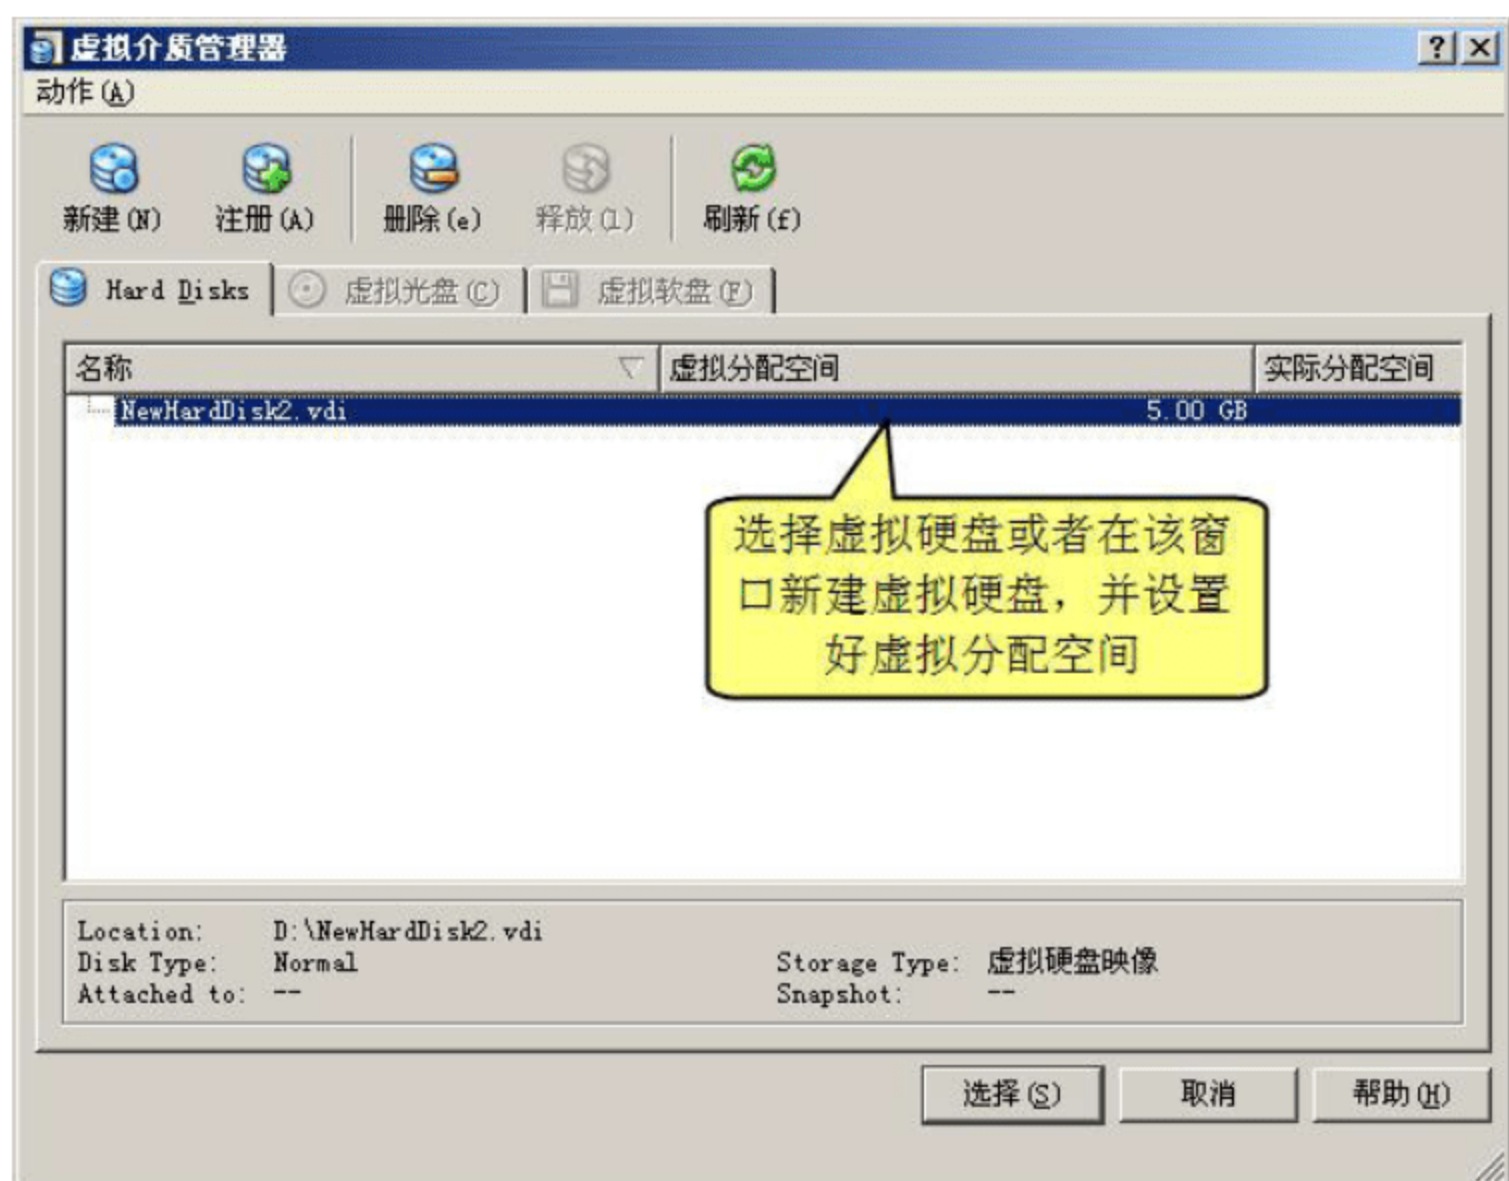 虚拟介质管理器
动作(A)
新建(N) 注册(A) 删除(e) 释放(l) 刷新(f)
Hard Disks 虚拟光盘(C) 虚拟软盘(F)
名称 虚拟分配空间 实际分配空间
NewHardDisk2.vdi 5.00 GB
选择虚拟硬盘或者在该窗
口新建虚拟硬盘，并设置
好虚拟分配空间
Location: D:\NewHardDisk2.vdi
Disk Type: Normal Storage Type: 虚拟硬盘映像
Attached to: -- Snapshot: --
选择(S) 取消 帮助(H)